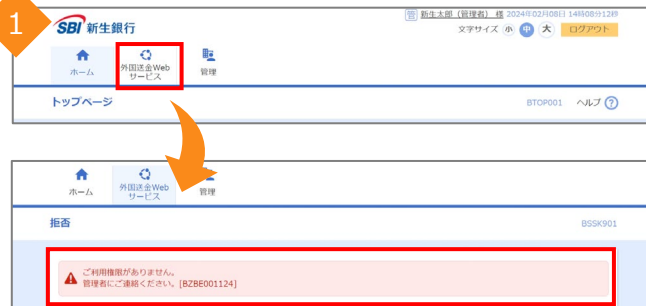 1
SBI 新生銀行
新生太郎（管理者） 様 2024年02月08日 14時08分12秒
文字サイズ 小 中 大 ログアウト
ホーム
外国送金Web
サービス
管理
トップページ
BTOP001 ヘルプ ?
ホーム
外国送金Web
サービス
管理
拒否
BSSK901
ご利用権限がありません。
管理者にご連絡ください。[BZBE001124]